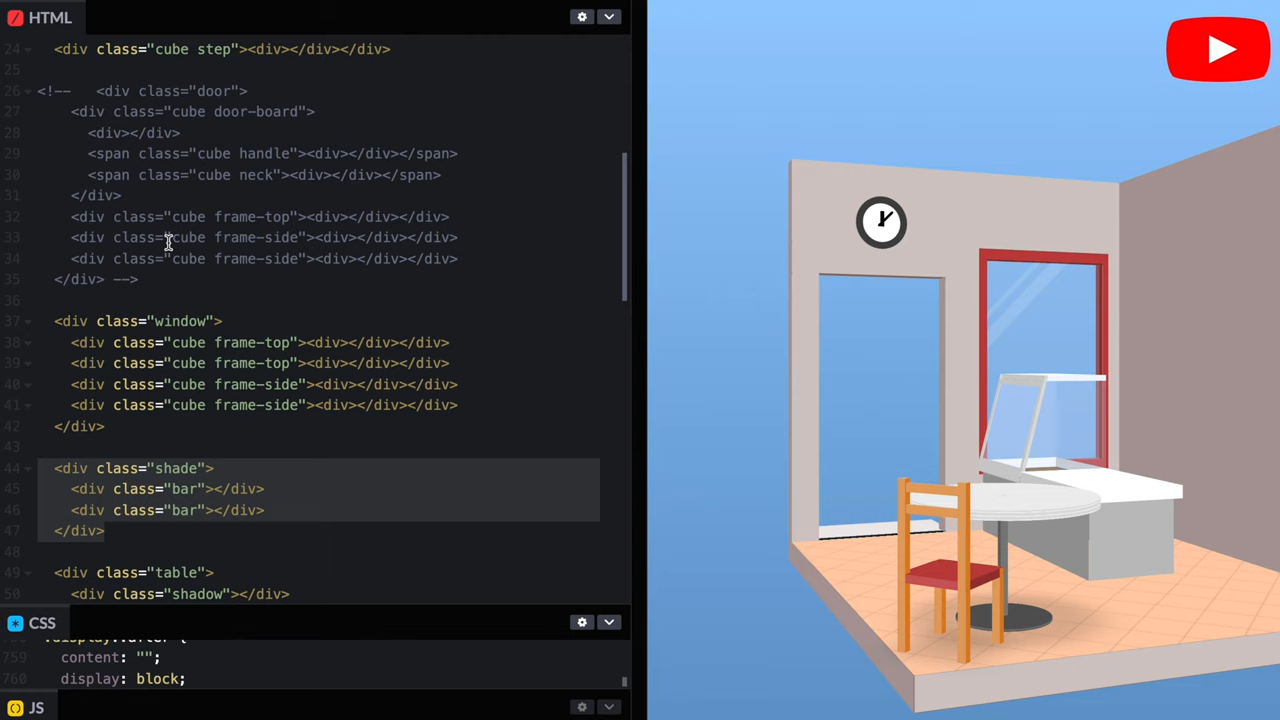 HTML
24 <div class="cube step"><div></div></div>
25
26 <!--   <div class="door">
27 <div class="cube door-board">
28 <div></div>
29 <span class="cube handle"><div></div></span>
30 <span class="cube neck"><div></div></span>
31 </div>
32 <div class="cube frame-top"><div></div></div>
33 <div class="cube frame-side"><div></div></div>
34 <div class="cube frame-side"><div></div></div>
35 </div> -->
36
37 <div class="window">
38 <div class="cube frame-top"><div></div></div>
39 <div class="cube frame-top"><div></div></div>
40 <div class="cube frame-side"><div></div></div>
41 <div class="cube frame-side"><div></div></div>
42 </div>
43
44 <div class="shade">
45 <div class="bar"></div>
46 <div class="bar"></div>
47 </div>
48
49 <div class="table">
50 <div class="shadow"></div>
CSS
759 content: "";
760 display: block;
JS